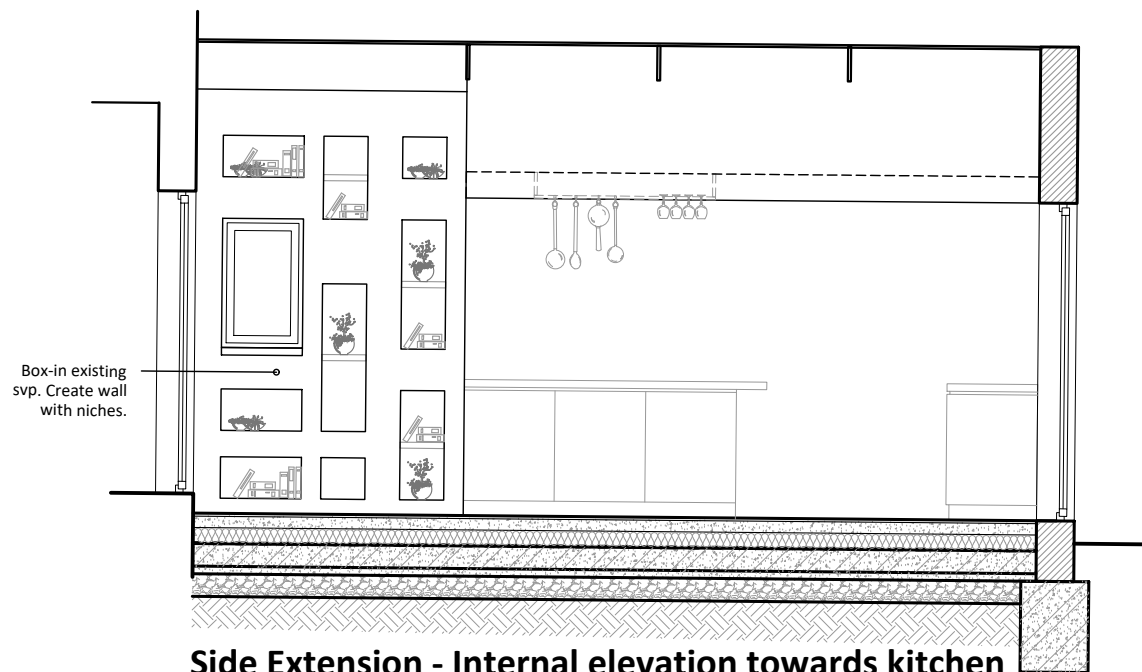 Box-in existing
svp. Create wall
with niches.
Side Extension - Internal elevation towards kitchen